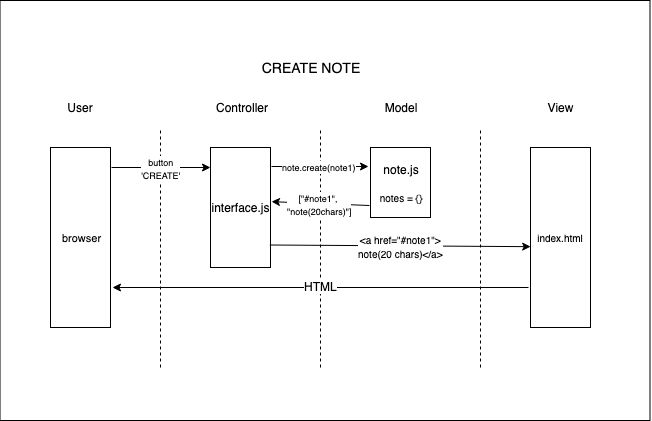 CREATE NOTE
User
Controller
Model
View
button
'CREATE'
note.create(note1)
note.js
notes = {}
["#note1",
"note(20chars)"]
interface.js
browser
<a href="#note1">
note(20 chars)</a>
index.html
HTML